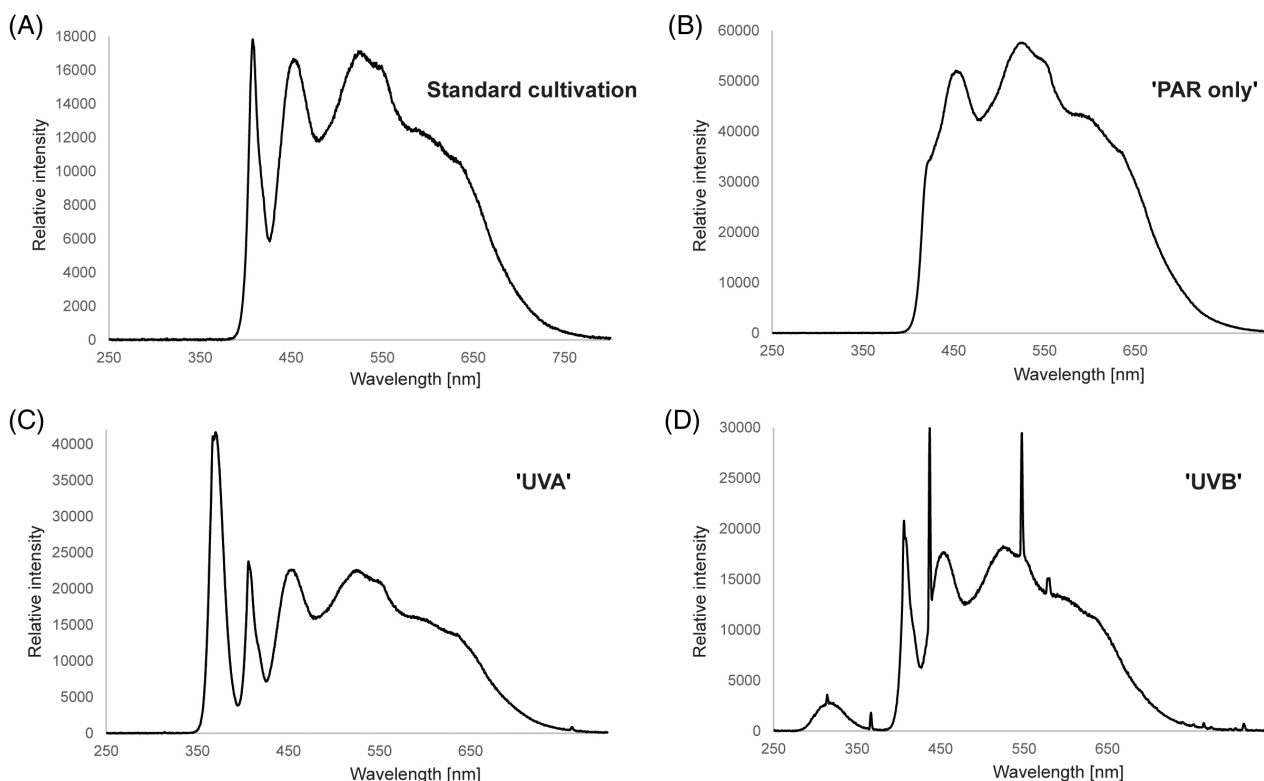 (A)
18000
16000
14000
12000
10000
8000
6000
4000
2000
0
Relative intensity
Standard cultivation
250 350 450 550 650 750
Wavelength [nm]
(B)
60000
50000
40000
30000
20000
10000
0
Relative intensity
'PAR only'
250 350 450 550 650
Wavelength [nm]
(C)
40000
35000
30000
25000
20000
15000
10000
5000
0
Relative intensity
'UVA'
250 350 450 550 650
Wavelength [nm]
(D)
30000
25000
20000
15000
10000
5000
0
Relative intensity
'UVB'
250 350 450 550 650
Wavelength [nm]